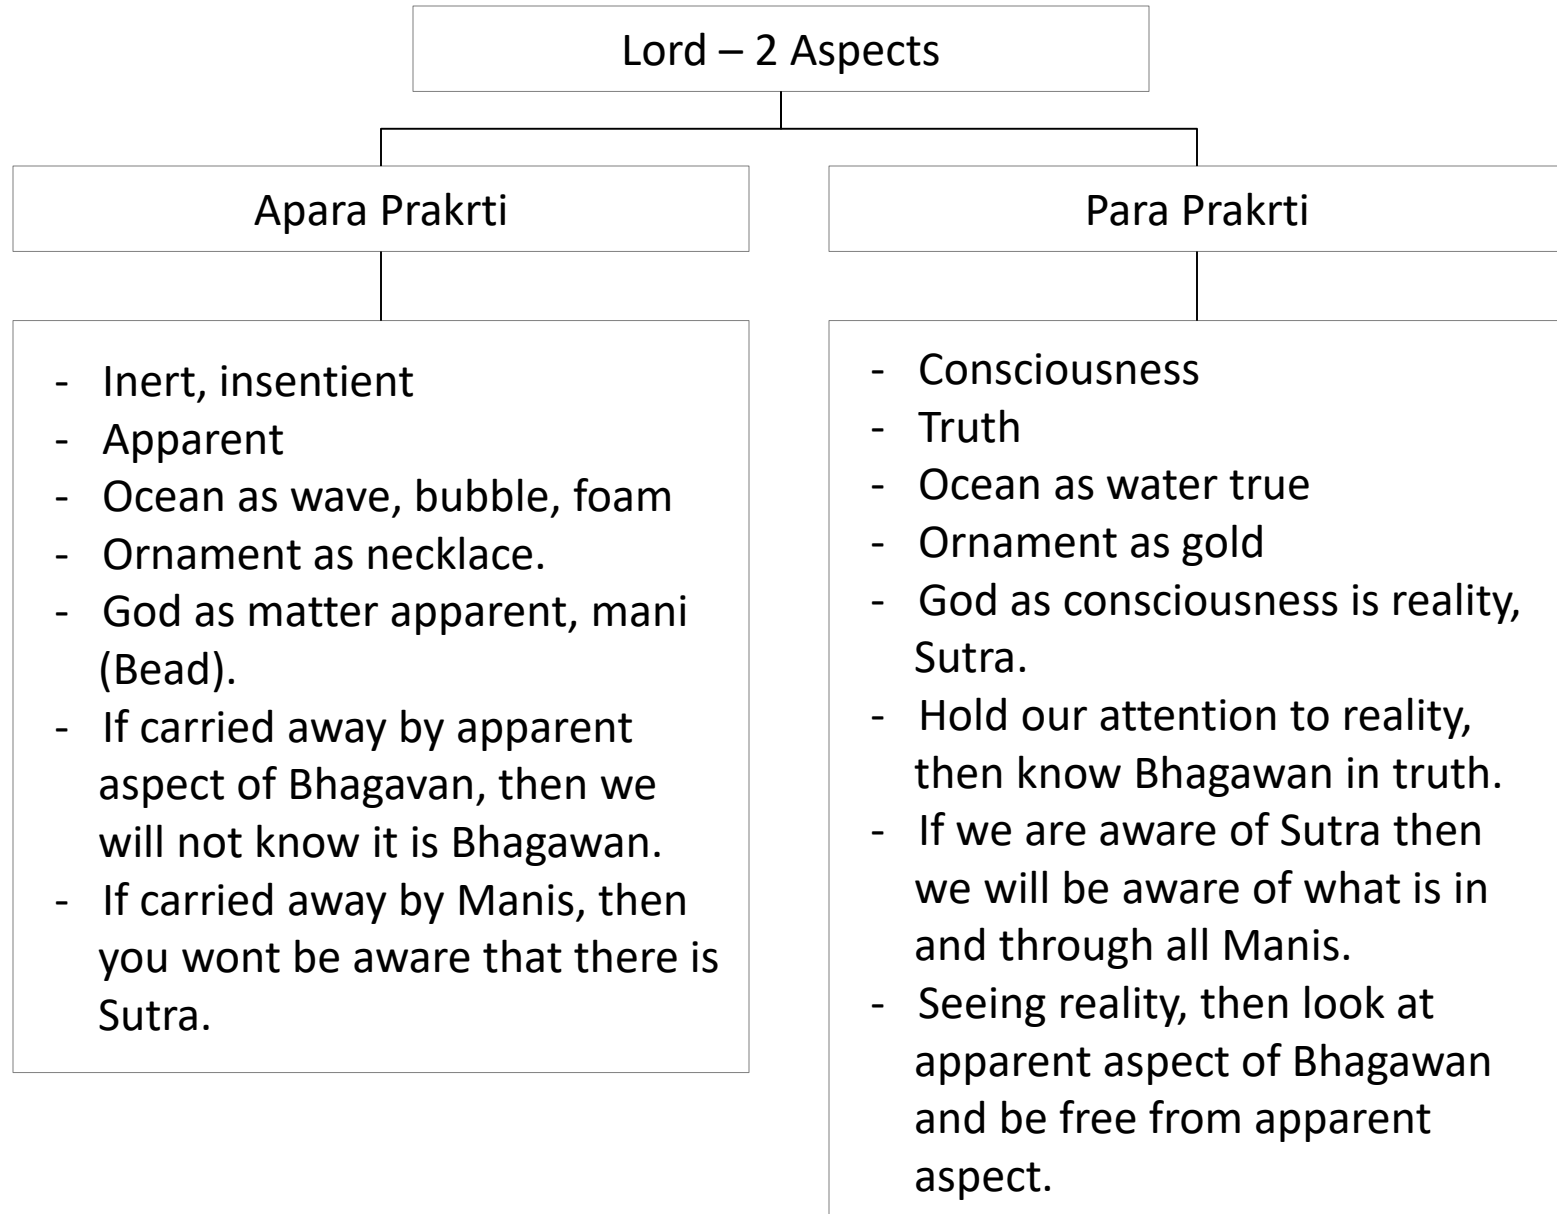 Lord – 2 Aspects
Apara Prakrti
- Inert, insentient
- Apparent
- Ocean as wave, bubble, foam
- Ornament as necklace.
- God as matter apparent, mani
(Bead).
- If carried away by apparent
aspect of Bhagavan, then we
will not know it is Bhagawan.
- If carried away by Manis, then
you wont be aware that there is
Sutra.
Para Prakrti
- Consciousness
- Truth
- Ocean as water true
- Ornament as gold
- God as consciousness is reality,
Sutra.
- Hold our attention to reality,
then know Bhagawan in truth.
- If we are aware of Sutra then
we will be aware of what is in
and through all Manis.
- Seeing reality, then look at
apparent aspect of Bhagawan
and be free from apparent
aspect.